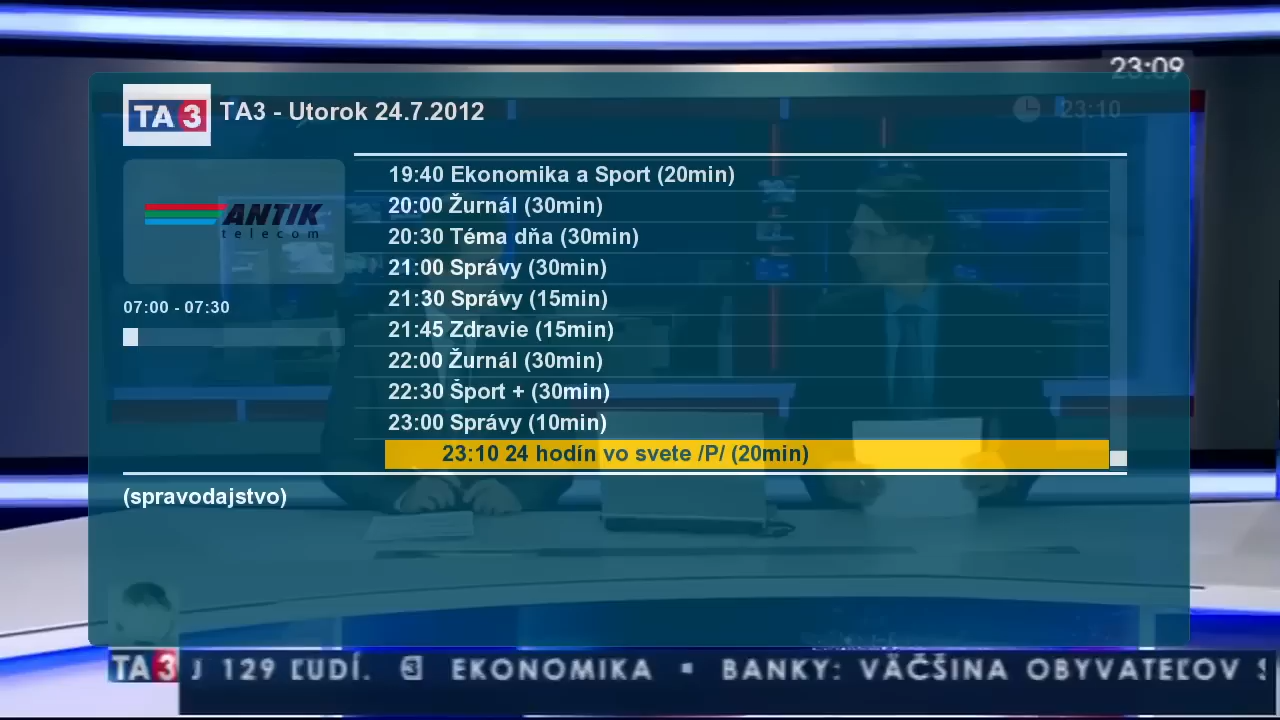 23:09
TA3
TA3 - Utorok 24.7.2012
23:10
19:40 Ekonomika a Sport (20min)
20:00 Žurnál (30min)
20:30 Téma dňa (30min)
21:00 Správy (30min)
21:30 Správy (15min)
21:45 Zdravie (15min)
22:00 Žurnál (30min)
22:30 Šport + (30min)
23:00 Správy (10min)
23:10 24 hodín vo svete /P/ (20min)
ANTIK
telecom
07:00 - 07:30
(spravodajstvo)
TA3 J 129 ĽUDÍ. 3 EKONOMIKA ▪ BANKY: VÄČŠINA OBYVATEĽOV